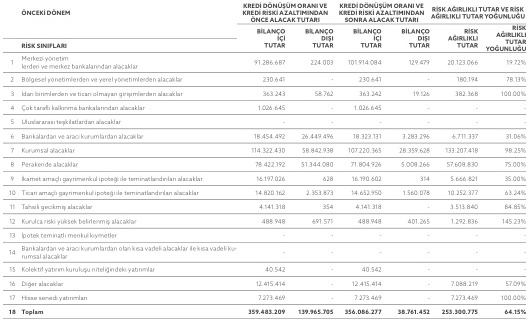 ÖNCEKİ DÖNEM
KREDİ DÖNÜŞÜM ORANI VE KREDİ RİSKİ AZALTIMINDAN ÖNCE ALACAK TUTARI
KREDİ DÖNÜŞÜM ORANI VE KREDİ RİSKİ AZALTIMINDAN SONRA ALACAK TUTARI
RİSK AĞIRLIKLI TUTAR VE RİSK AĞIRLIKLI TUTAR YOĞUNLUĞU
RİSK SINIFLARI BİLANÇO İÇİ TUTAR BİLANÇO DIŞI TUTAR BİLANÇO İÇİ TUTAR BİLANÇO DIŞI TUTAR RİSK AĞIRLIKLI TUTAR RİSK AĞIRLIKLI TUTAR YOĞUNLUĞU
1 Merkezi yönetim
lerden ve merkez bankalarından alacaklar 91.286.687 224.003 101.914.084 129.479 20.123.066 19.72%
2 Bölgesel yönetimlerden ve yerel yönetimlerden alacaklar 230.641 - 230.641 - 180.194 78.13%
3 İdari birimlerden ve ticari olmayan girişimlerden alacaklar 363.243 58.762 363.242 19.126 382.368 100.00%
4 Çok taraflı kalkınma bankalarından alacaklar 1.026.645 - 1.026.645 - - -
5 Uluslararası teşkilatlardan alacaklar - - - - - -
6 Bankalardan ve aracı kurumlardan alacaklar 18.454.492 26.449.496 18.323.131 3.283.296 6.711.337 31.06%
7 Kurumsal alacaklar 114.322.430 58.842.938 107.220.365 28.359.628 133.207.418 98.25%
8 Perakende alacaklar 78.422.192 51.344.080 71.804.926 5.008.266 57.608.830 75.00%
9 İkamet amaçlı gayrimenkul ipoteği ile teminatlandırılan alacaklar 16.197.026 628 16.190.602 314 5.666.821 35.00%
10 Ticari amaçlı gayrimenkul ipoteği ile teminatlandırılan alacaklar 14.820.162 2.353.873 14.652.950 1.560.078 10.252.377 63.24%
11 Tahsili gecikmiş alacaklar 4.141.318 354 4.141.318 - 3.513.840 84.85%
12 Kurulca riski yüksek belirlenmiş alacaklar 488.948 691.571 488.948 401.265 1.292.836 145.23%
13 İpotek teminatlı menkul kıymetler - - - - - -
14 Bankalardan ve aracı kurumlardan olan kısa vadeli alacaklar ile kısa vadeli ku-
rumsal alacaklar - - - - - -
15 Kolektif yatırım kuruluşu niteliğindeki yatırımlar 40.542 - 40.542 - - -
16 Diğer alacaklar 12.415.414 - 12.415.414 - 7.088.219 57.09%
17 Hisse senedi yatırımları 7.273.469 - 7.273.469 - 7.273.469 100.00%
18 Toplam 359.483.209 139.965.705 356.086.277 38.761.452 253.300.775 64.15%